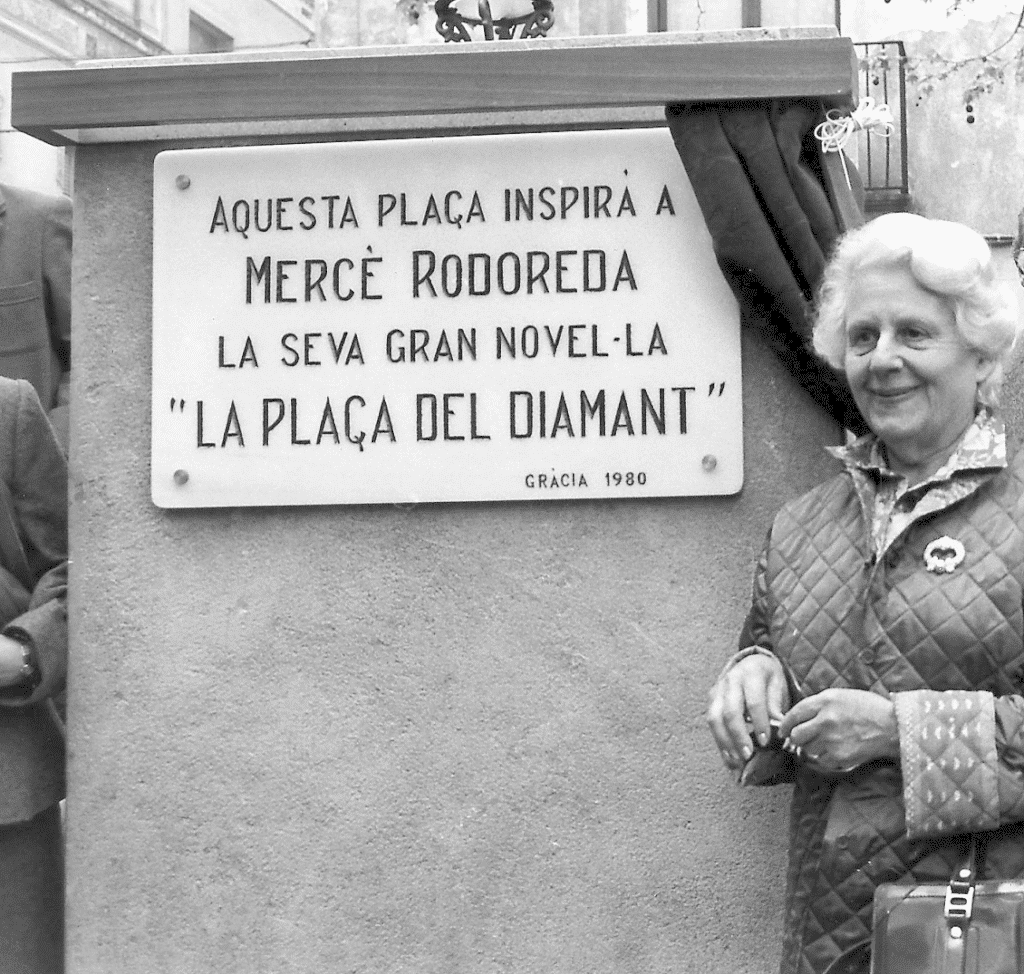 AQUESTA PLAÇA INSPIRÀ A
MERCÈ RODOREDA
LA SEVA GRAN NOVEL·LA
"LA PLAÇA DEL DIAMANT"
GRÀCIA 1980